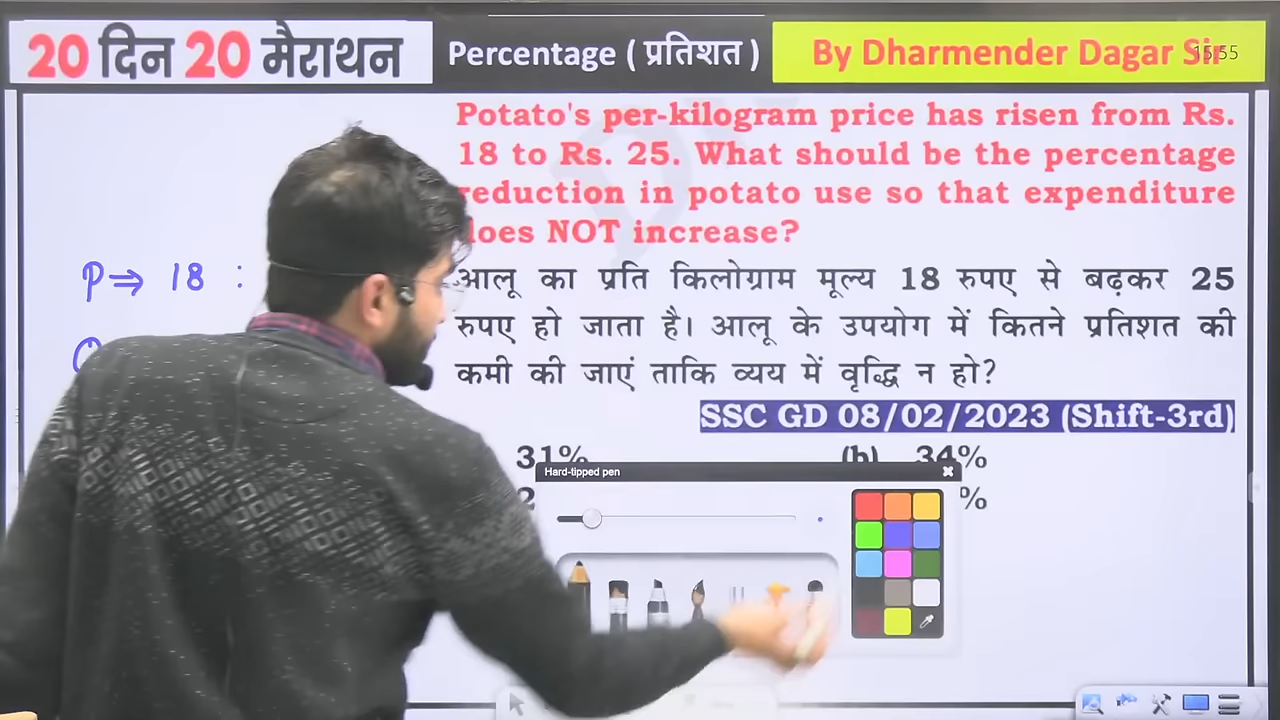 20 दिन 20 मैराथन
Percentage ( प्रतिशत )
By Dharmender Dagar Sir
15:55
Potato's per-kilogram price has risen from Rs.
18 to Rs. 25. What should be the percentage
reduction in potato use so that expenditure
does NOT increase?
P⇒ 18 :
आलू का प्रति किलोग्राम मूल्य 18 रुपए से बढ़कर 25
रुपए हो जाता है। आलू के उपयोग में कितने प्रतिशत की
कमी की जाएं ताकि व्यय में वृद्धि न हो?
SSC GD 08/02/2023 (Shift-3rd)
31% (b) 34%
2 %
Hard-tipped pen